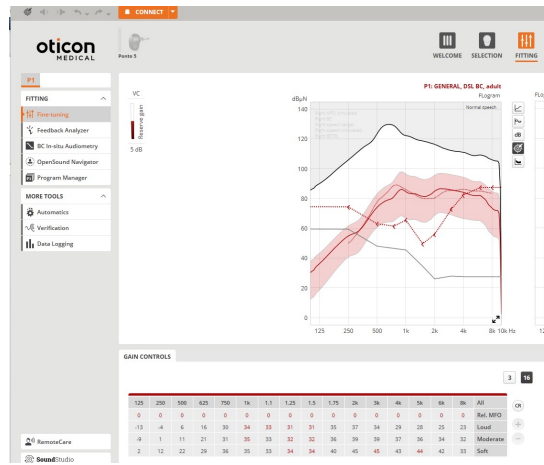 CONNECT
oticon
MEDICAL
Ponto 5
WELCOME SELECTION FITTING
P1
FITTING
Fine-tuning
Feedback Analyzer
BC In-situ Audiometry
OpenSound Navigator
Program Manager
MORE TOOLS
Automatics
Verification
Data Logging
RemoteCare
SoundStudio
VC
Reserve gain
5 dB
P1: GENERAL, DSL BC, adult
FLogram
dBμN
Normal speech
140
120
100
80
60
40
20
0
125 250 500 1k 2k 4k 8k 10k Hz
dB
GAIN CONTROLS
3 16
125 250 500 625 750 1k 1.1 1.25 1.5 1.75 2k 3k 4k 5k 6k 8k All
0 0 0 0 0 0 0 0 0 0 0 0 0 0 0 0 Rel. MFO
-13 -4 6 16 30 34 33 31 31 35 37 34 29 28 25 23 Loud
-9 1 11 21 31 35 33 32 32 36 39 39 37 36 34 32 Moderate
2 12 22 29 36 35 33 34 34 40 45 45 43 44 42 33 Soft
CR